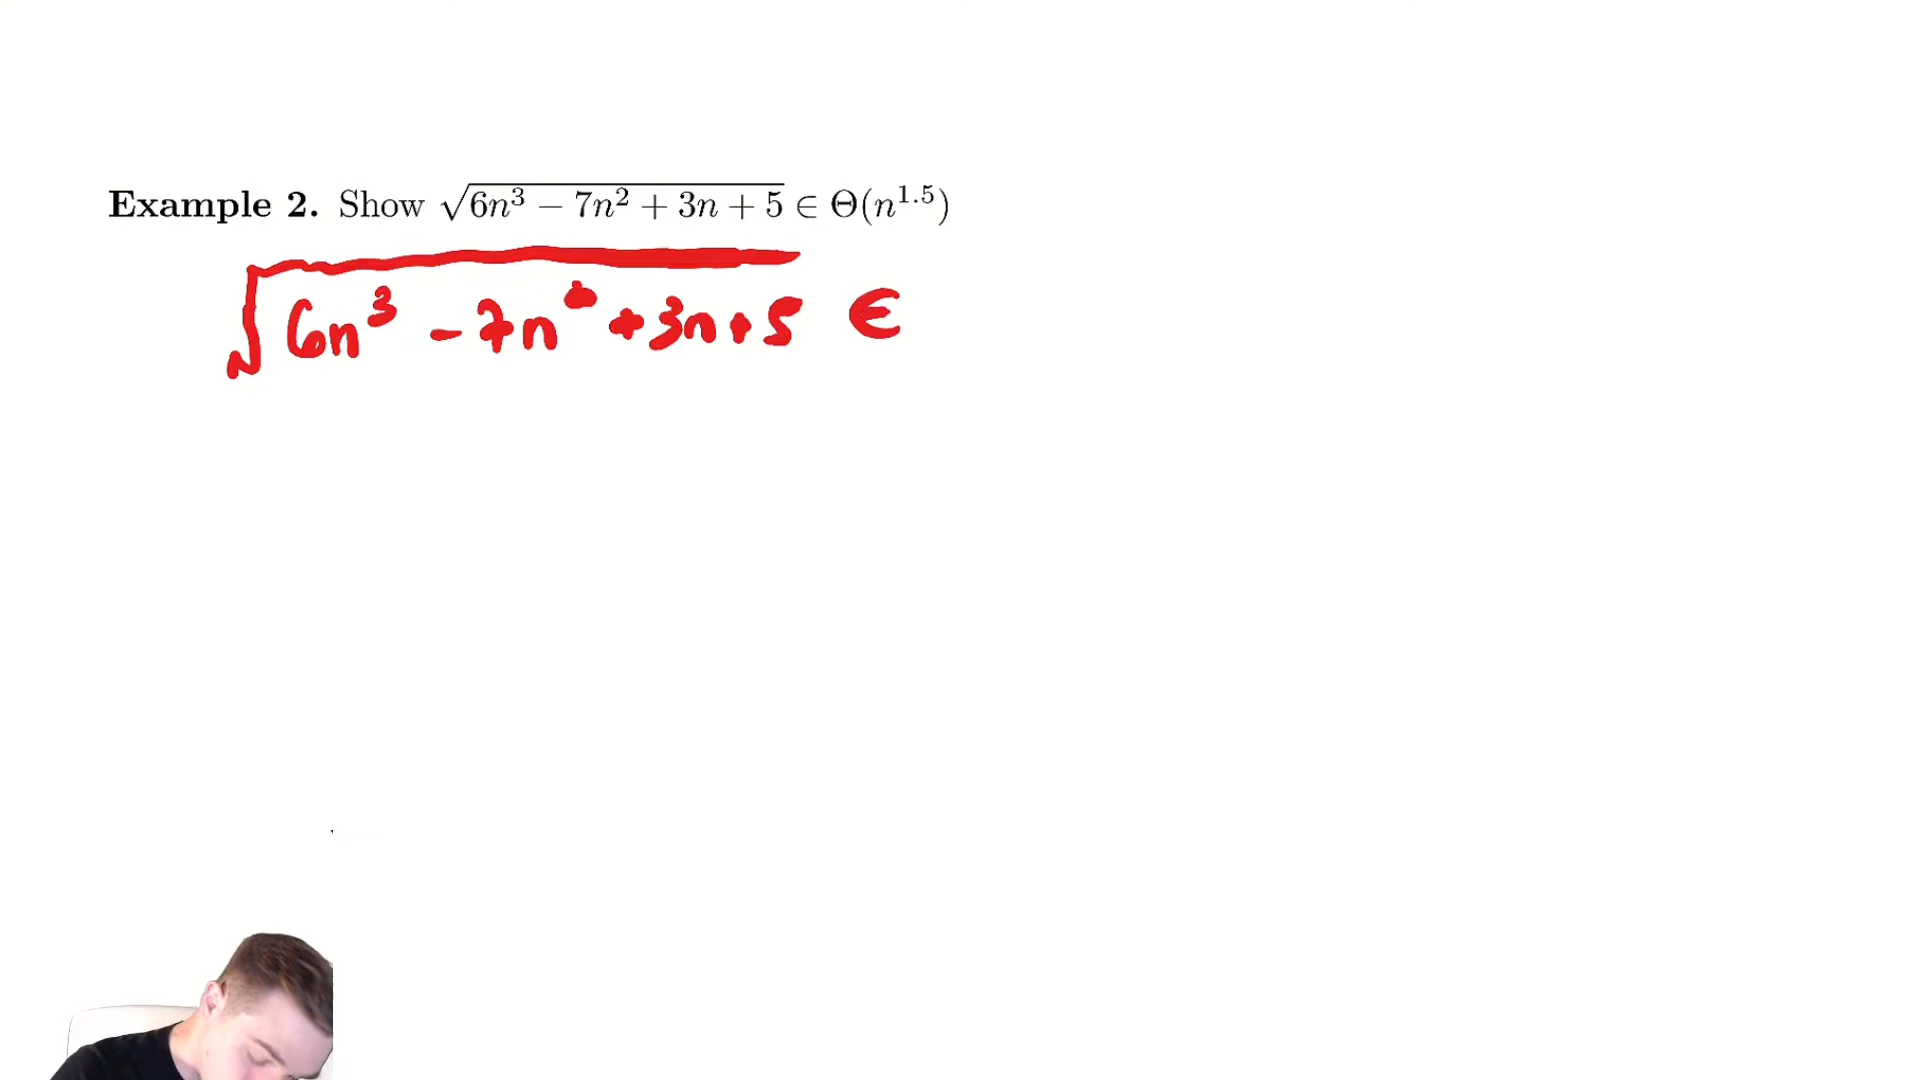 Example 2. Show √(6n³ − 7n² + 3n + 5) ∈ Θ(n^1.5)
√(6n³ - 7n² + 3n + 5) ∈